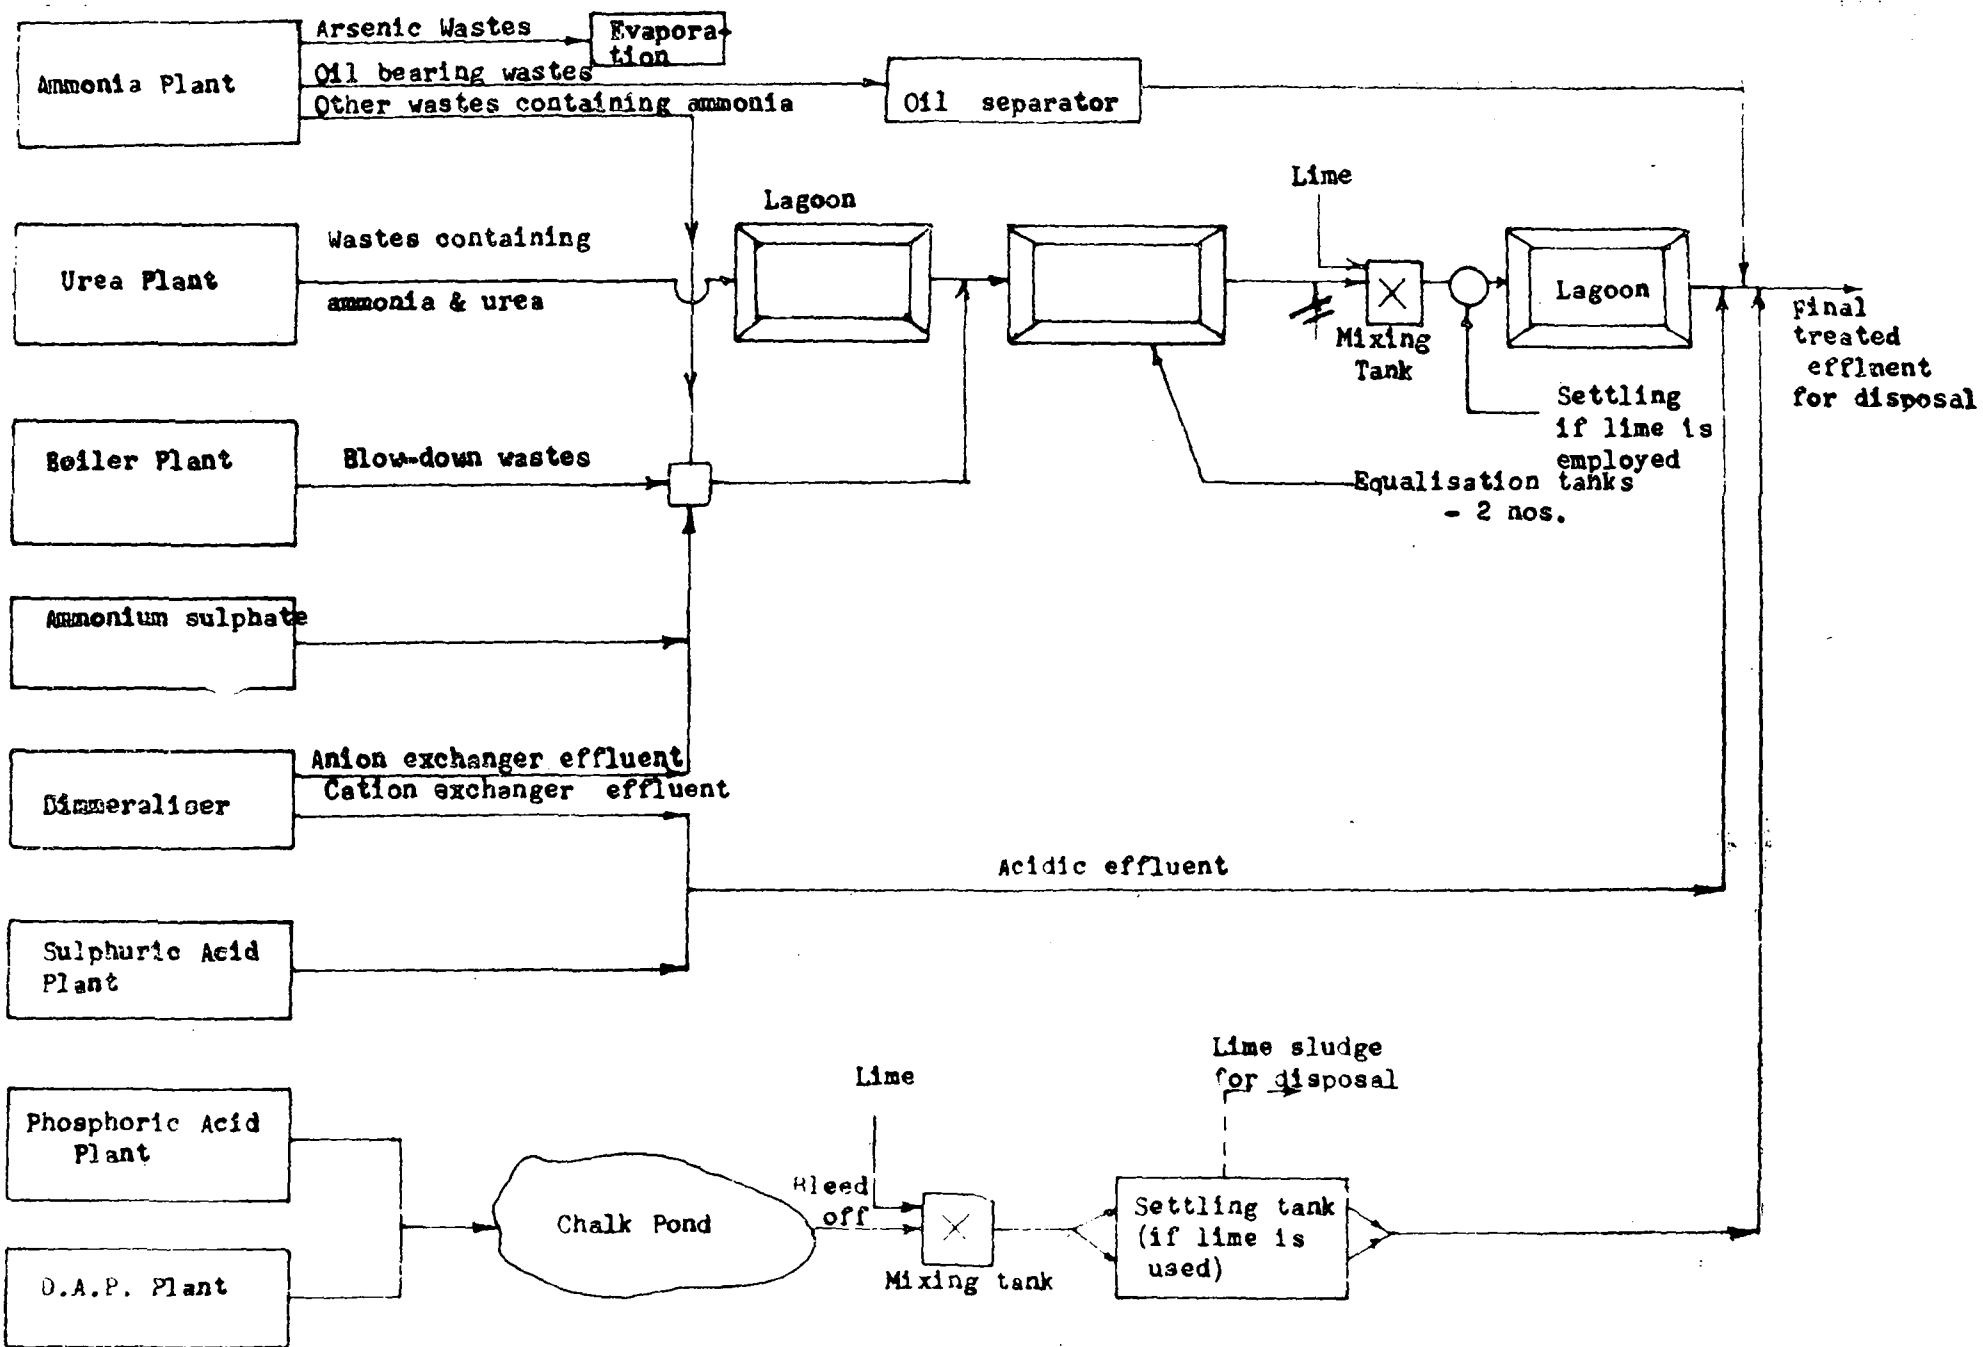 Arsenic Wastes
Evapora-
tion
Ammonia Plant
Oil bearing wastes
Other wastes containing ammonia
Oil separator
Lime
Lagoon
Wastes containing
Urea Plant
ammonia & urea
Lagoon
Mixing
Tank
Final
treated
effluent
for disposal
Settling
if lime is
employed
Boiler Plant
Blow-down wastes
Equalisation tanks
- 2 nos.
Ammonium sulphate
Anion exchanger effluent
Cation exchanger effluent
Dimmeraliser
Acidic effluent
Sulphuric Acid
Plant
Lime sludge
for disposal
Lime
Phosphoric Acid
Plant
Bleed
off
Chalk Pond
Settling tank
(if lime is
used)
Mixing tank
D.A.P. Plant